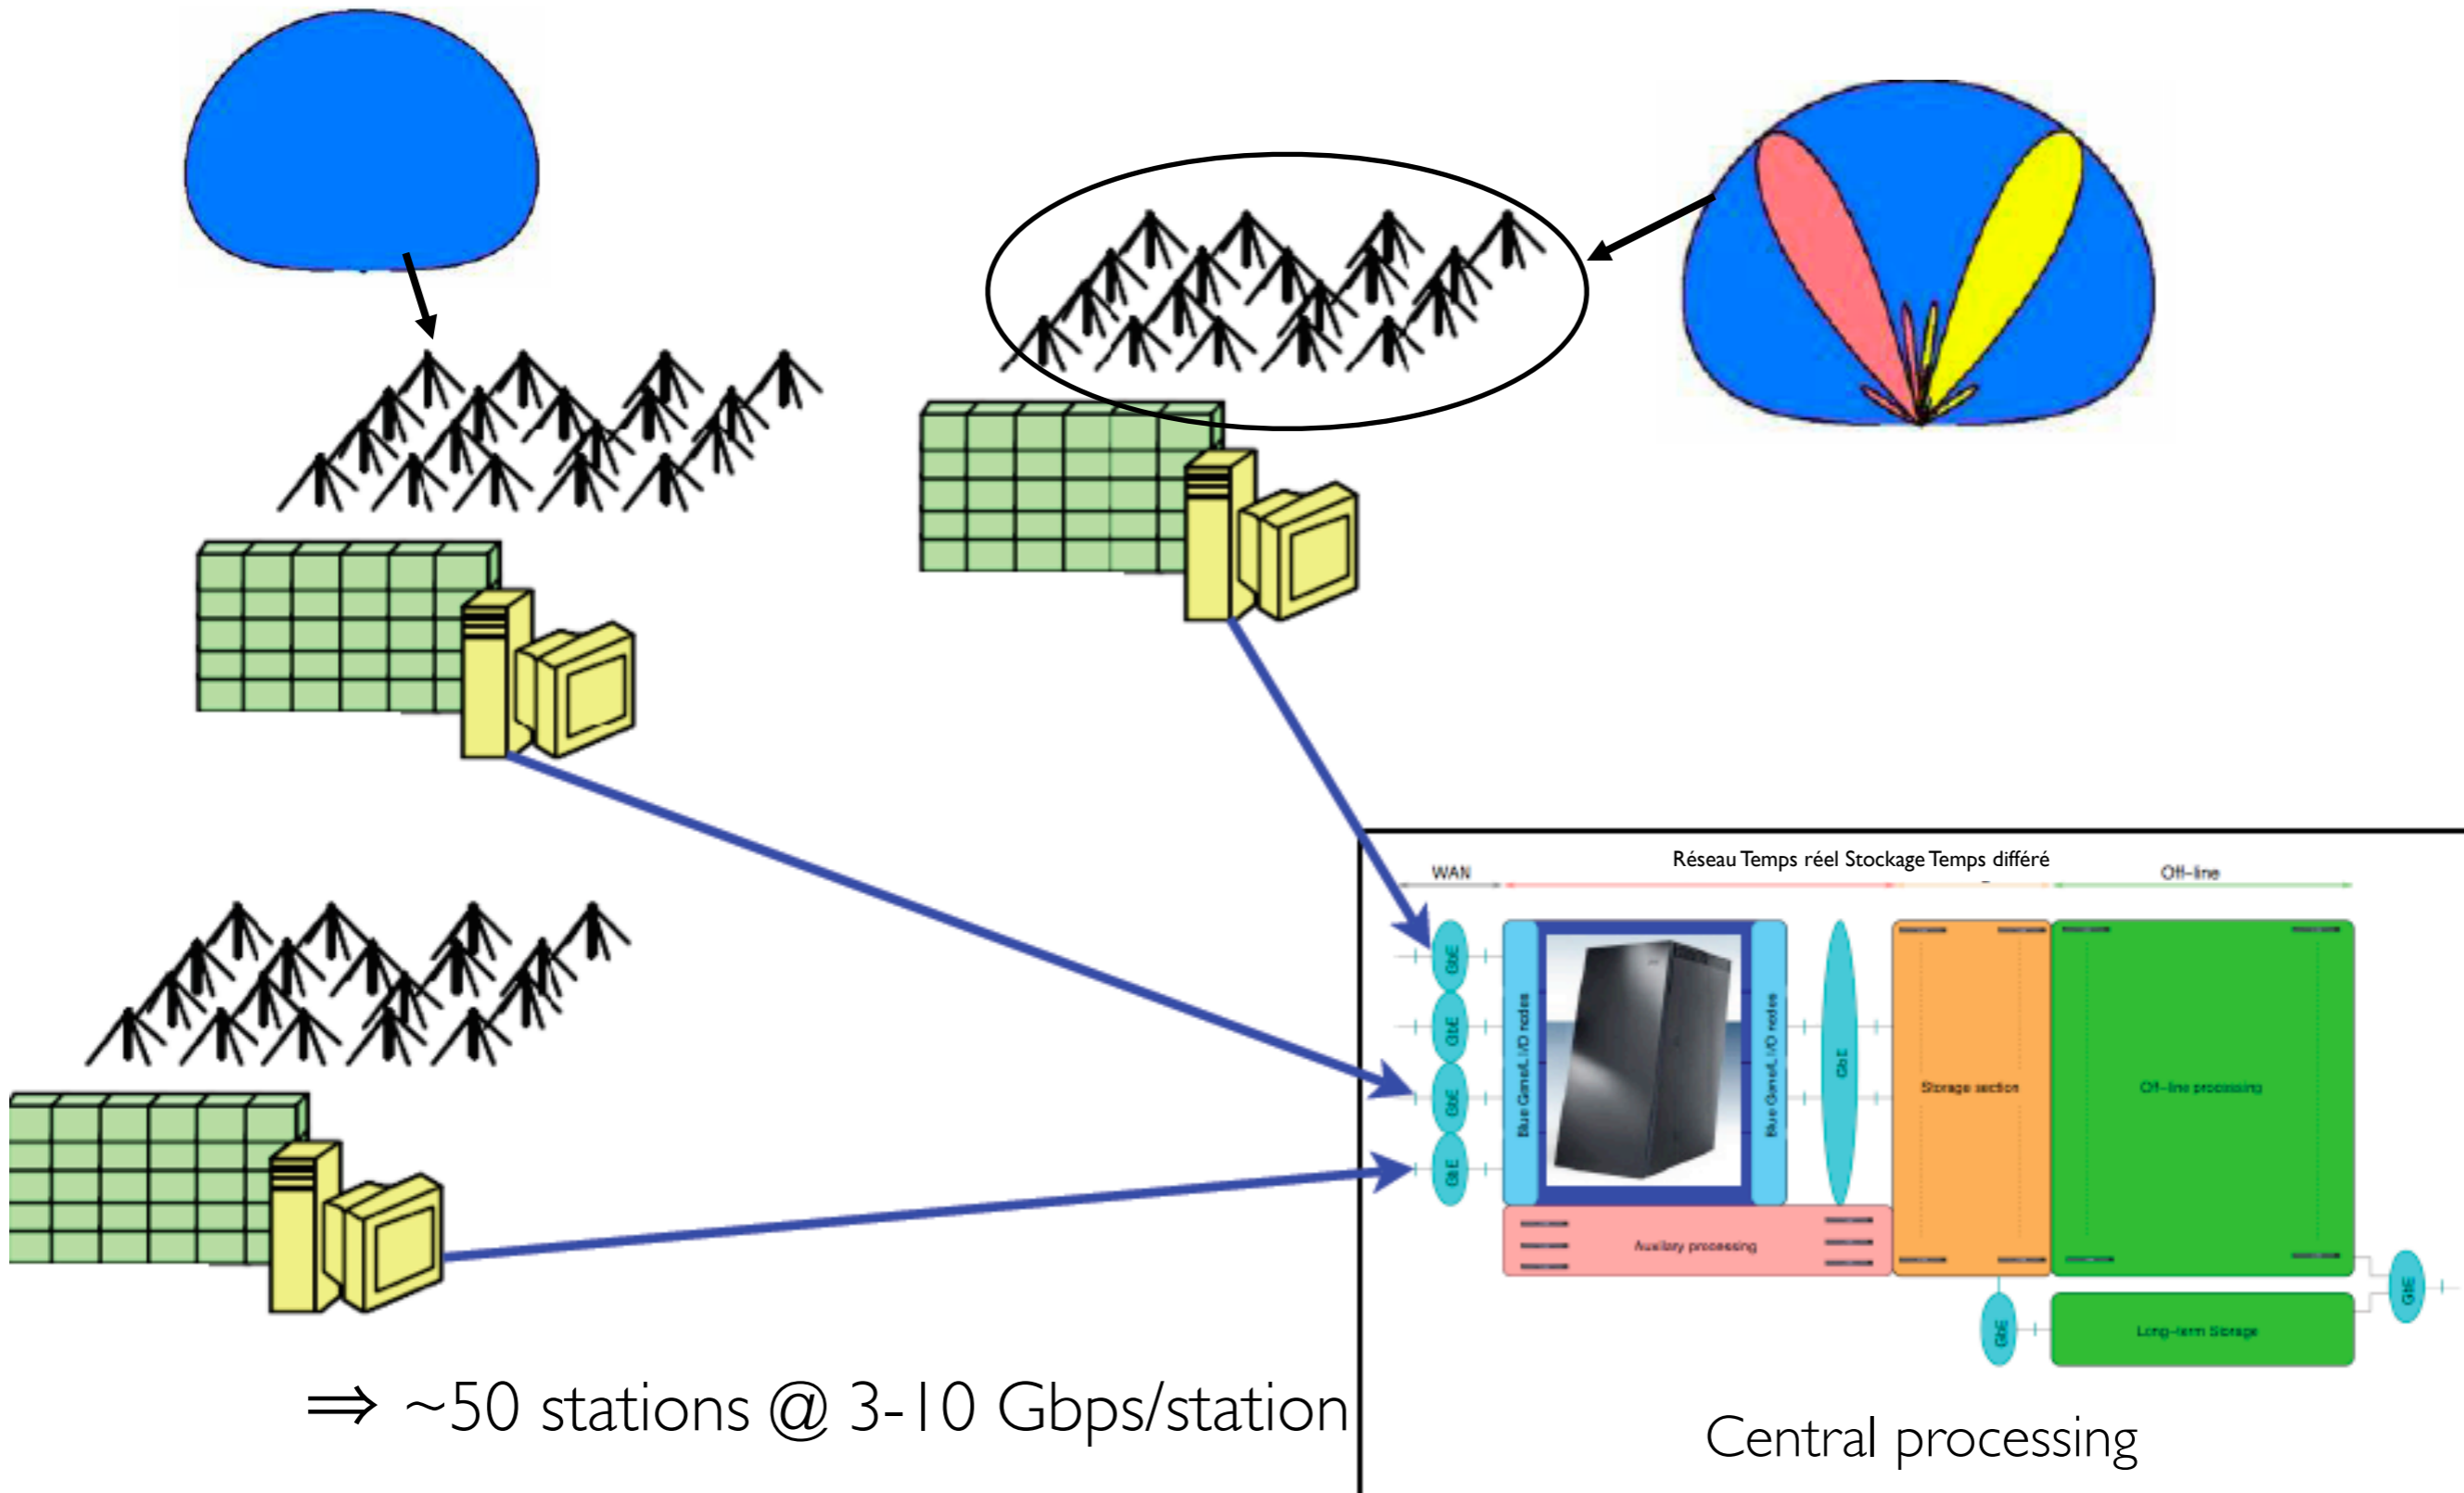 Réseau Temps réel Stockage Temps différé
WAN
Off-line
GbE
GbE
GbE
GbE
Blue Gene/L I/O nodes
Blue Gene/L I/O nodes
GbE
Storage section
Off-line processing
Auxilary processing
GbE
GbE
Long-term Storage
⇒ ~50 stations @ 3-10 Gbps/station
Central processing